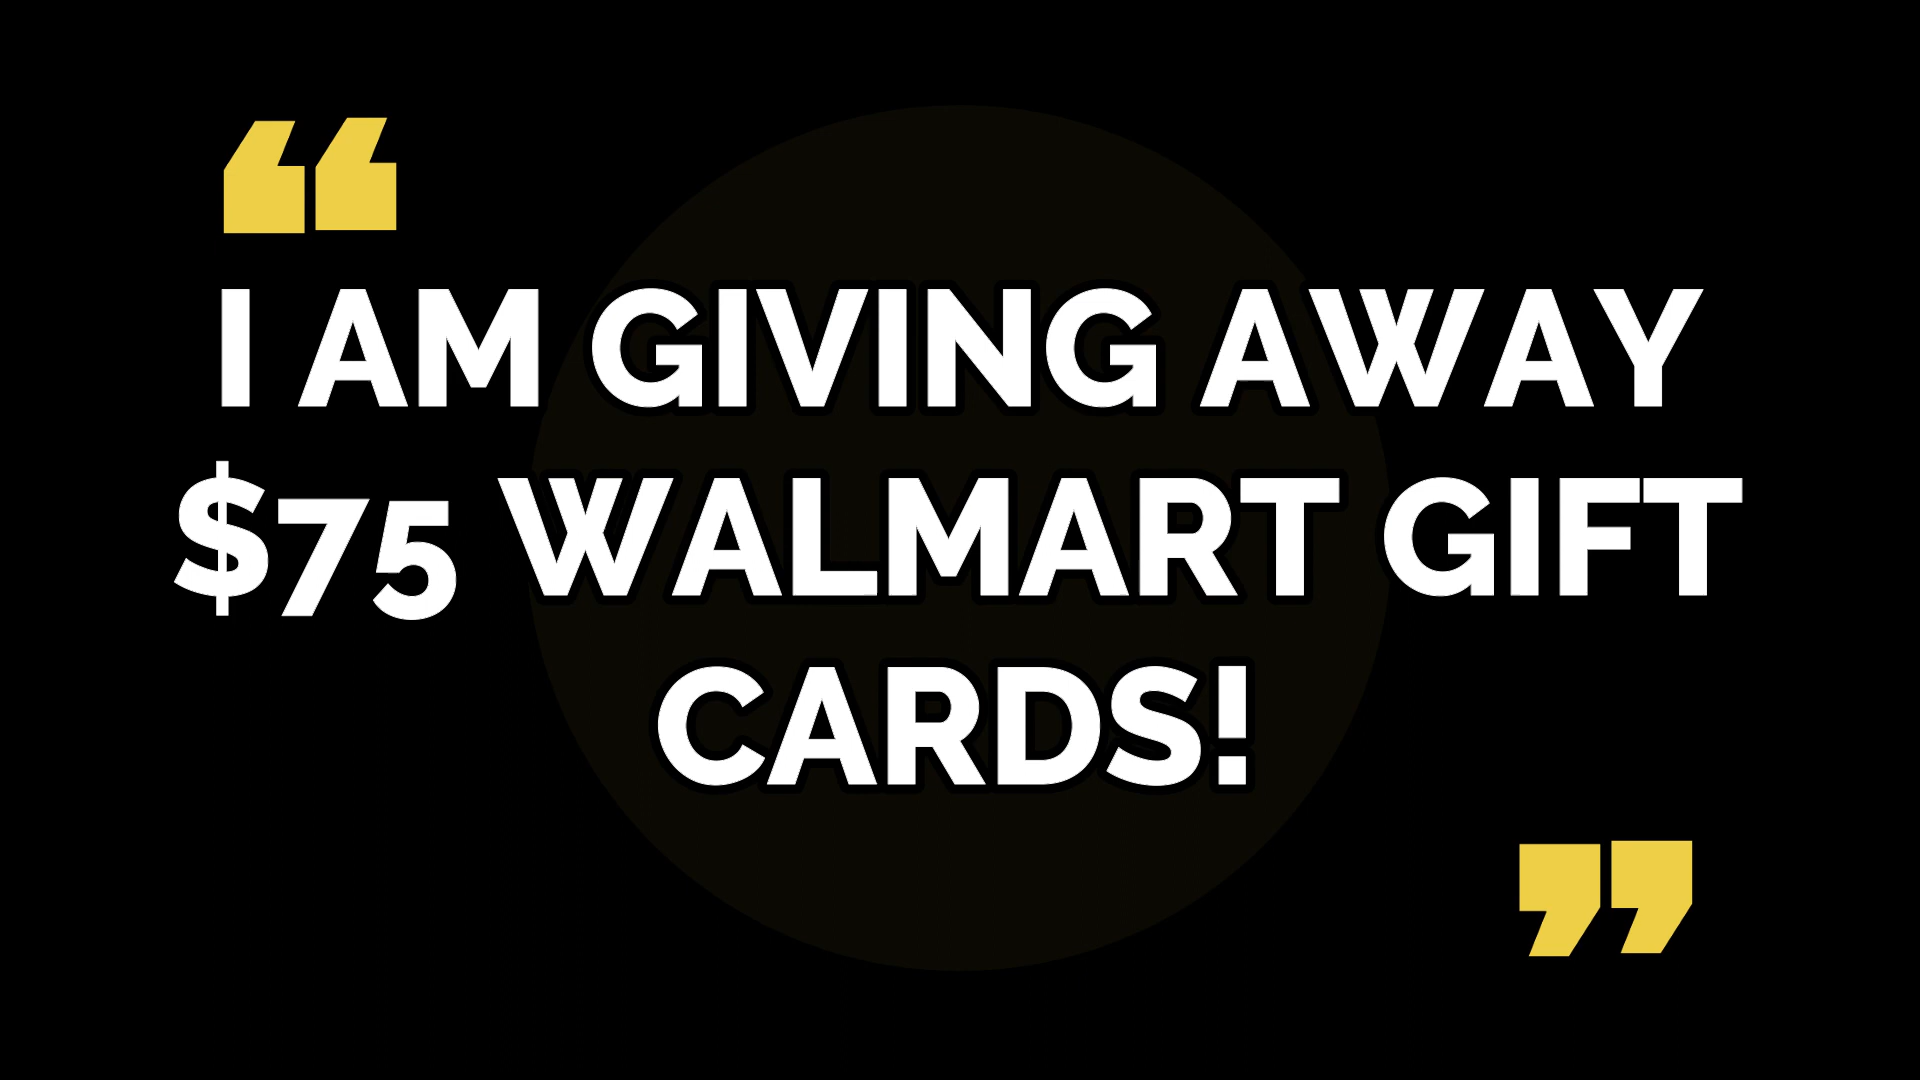 “
I AM GIVING AWAY
$75 WALMART GIFT
CARDS!
”